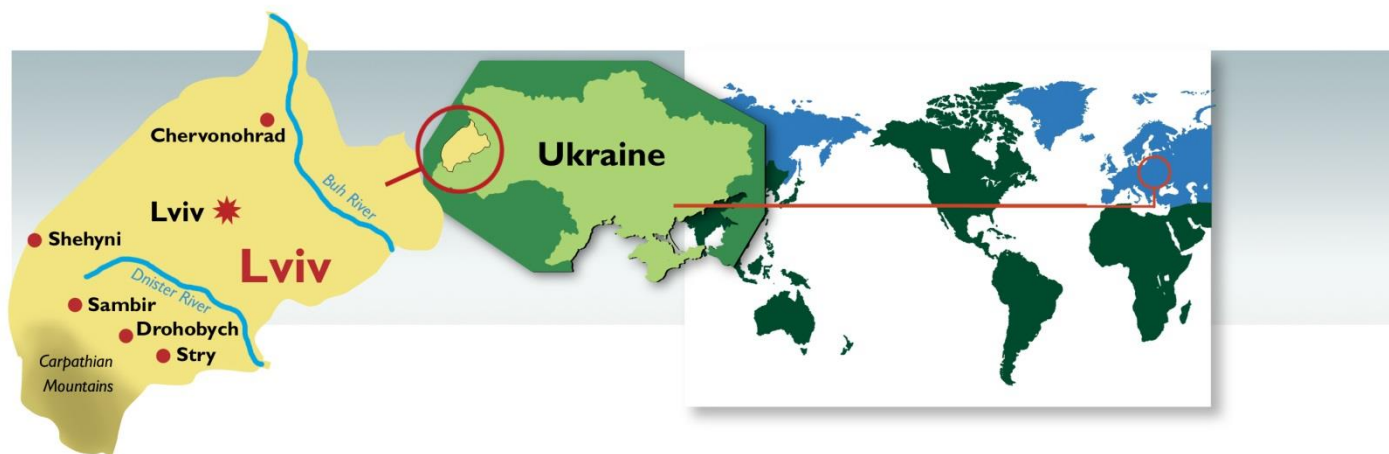 Chervonohrad
Buh River
Lviv
Shehyni
Lviv
Dnister River
Sambir
Drohobych
Stry
Carpathian
Mountains
Ukraine